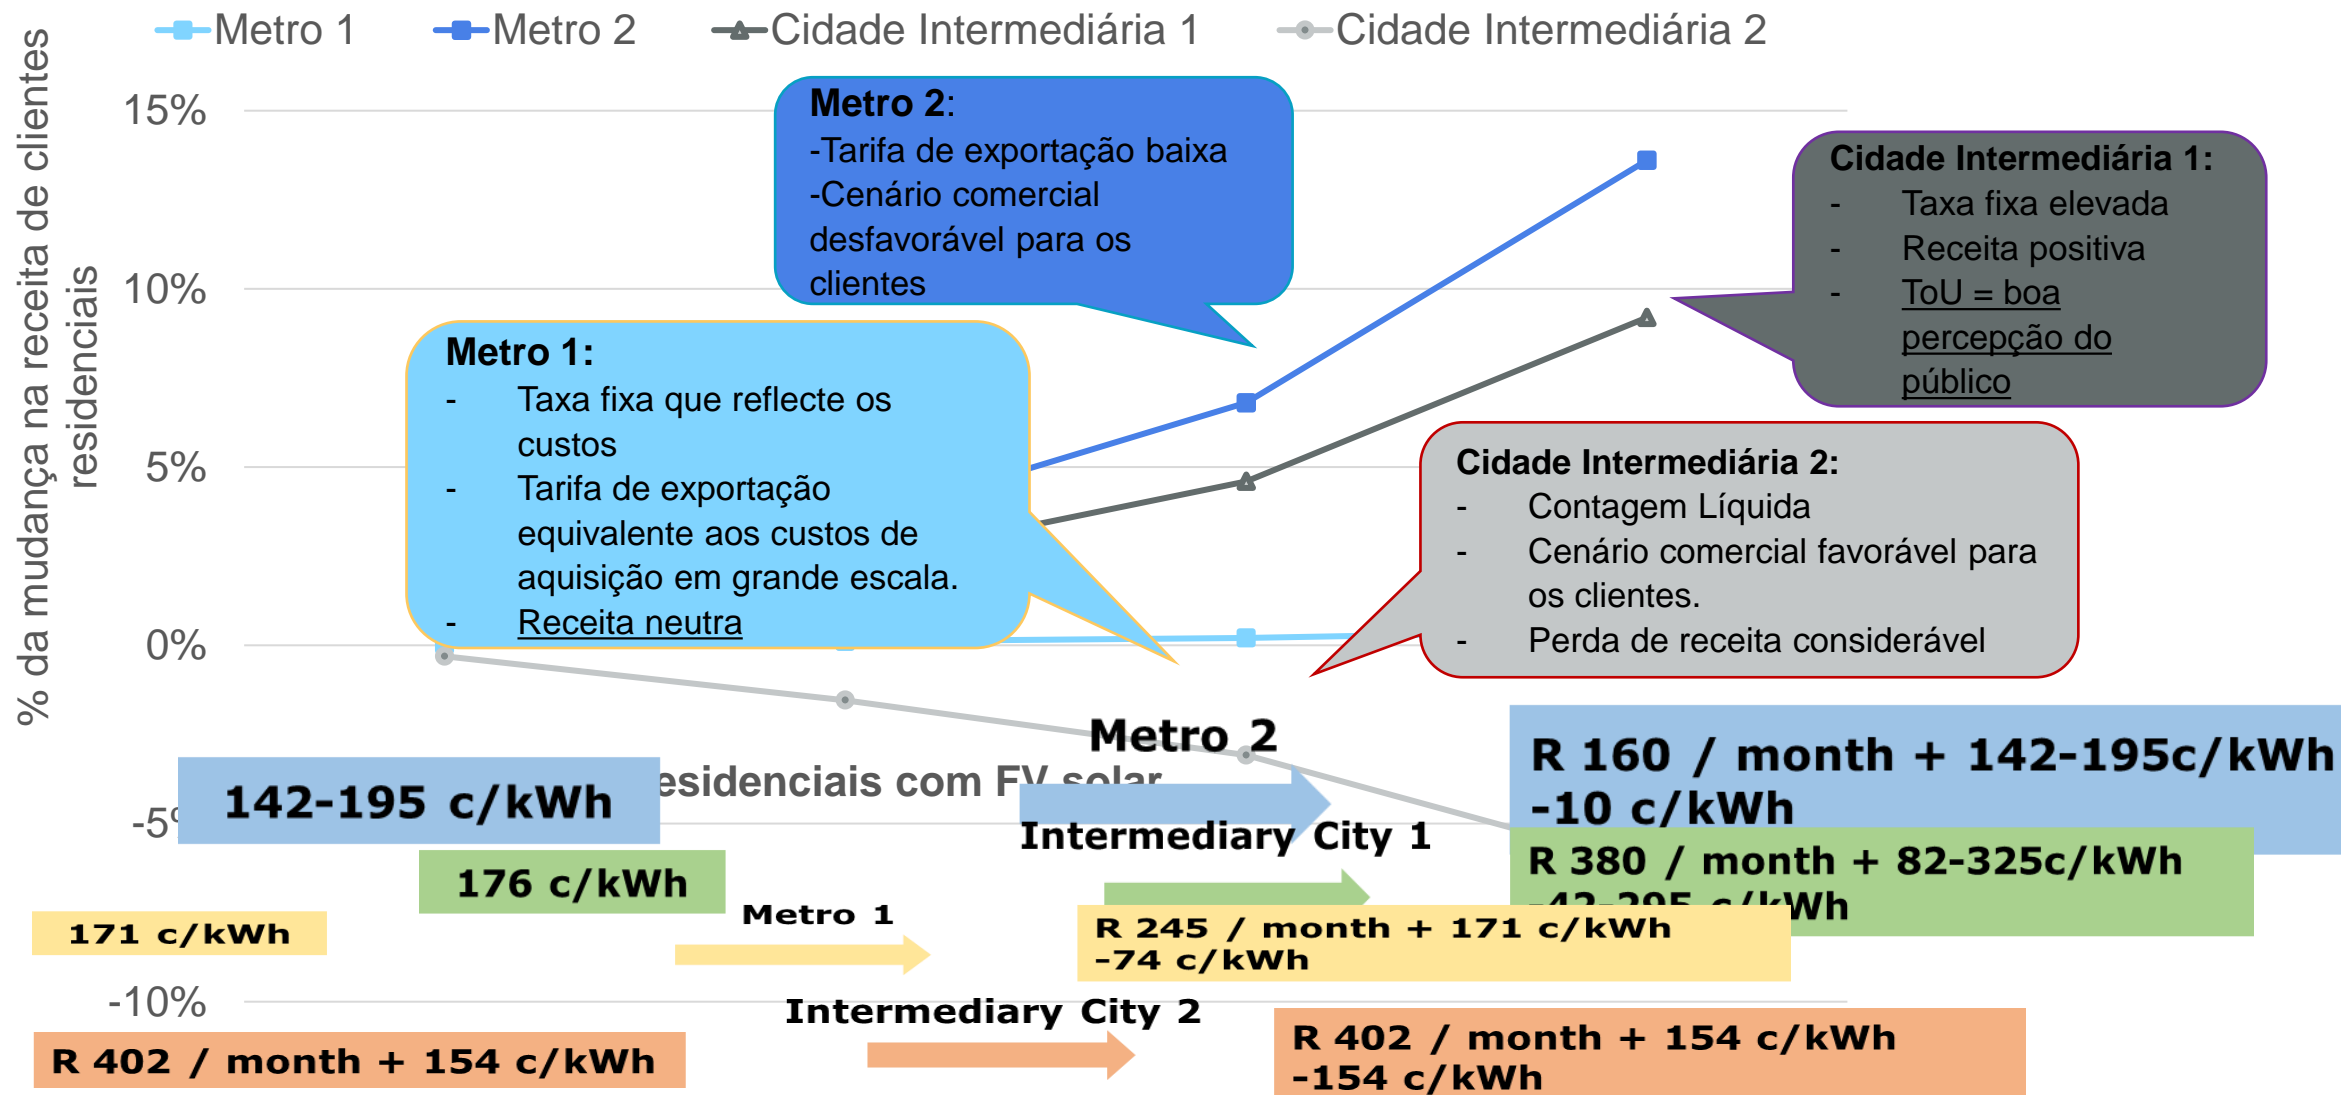 Metro 1
Metro 2
Cidade Intermediária 1
Cidade Intermediária 2
% da mudança na receita de clientes
residenciais
15%
10%
5%
0%
-10%
Metro 2:
-Tarifa de exportação baixa
-Cenário comercial
desfavorável para os
clientes
Cidade Intermediária 1:
- Taxa fixa elevada
- Receita positiva
- ToU = boa
percepção do
público
Metro 1:
- Taxa fixa que reflecte os
custos
- Tarifa de exportação
equivalente aos custos de
aquisição em grande escala.
- Receita neutra
Cidade Intermediária 2:
- Contagem Líquida
- Cenário comercial favorável para
os clientes.
- Perda de receita considerável
com FV solar
142-195 c/kWh
Metro 2
R 160 / month + 142-195c/kWh
-10 c/kWh
176 c/kWh
Intermediary City 1
R 380 / month + 82-325c/kWh
-42-295 c/kWh
171 c/kWh
Metro 1
R 245 / month + 171 c/kWh
-74 c/kWh
R 402 / month + 154 c/kWh
Intermediary City 2
R 402 / month + 154 c/kWh
-154 c/kWh